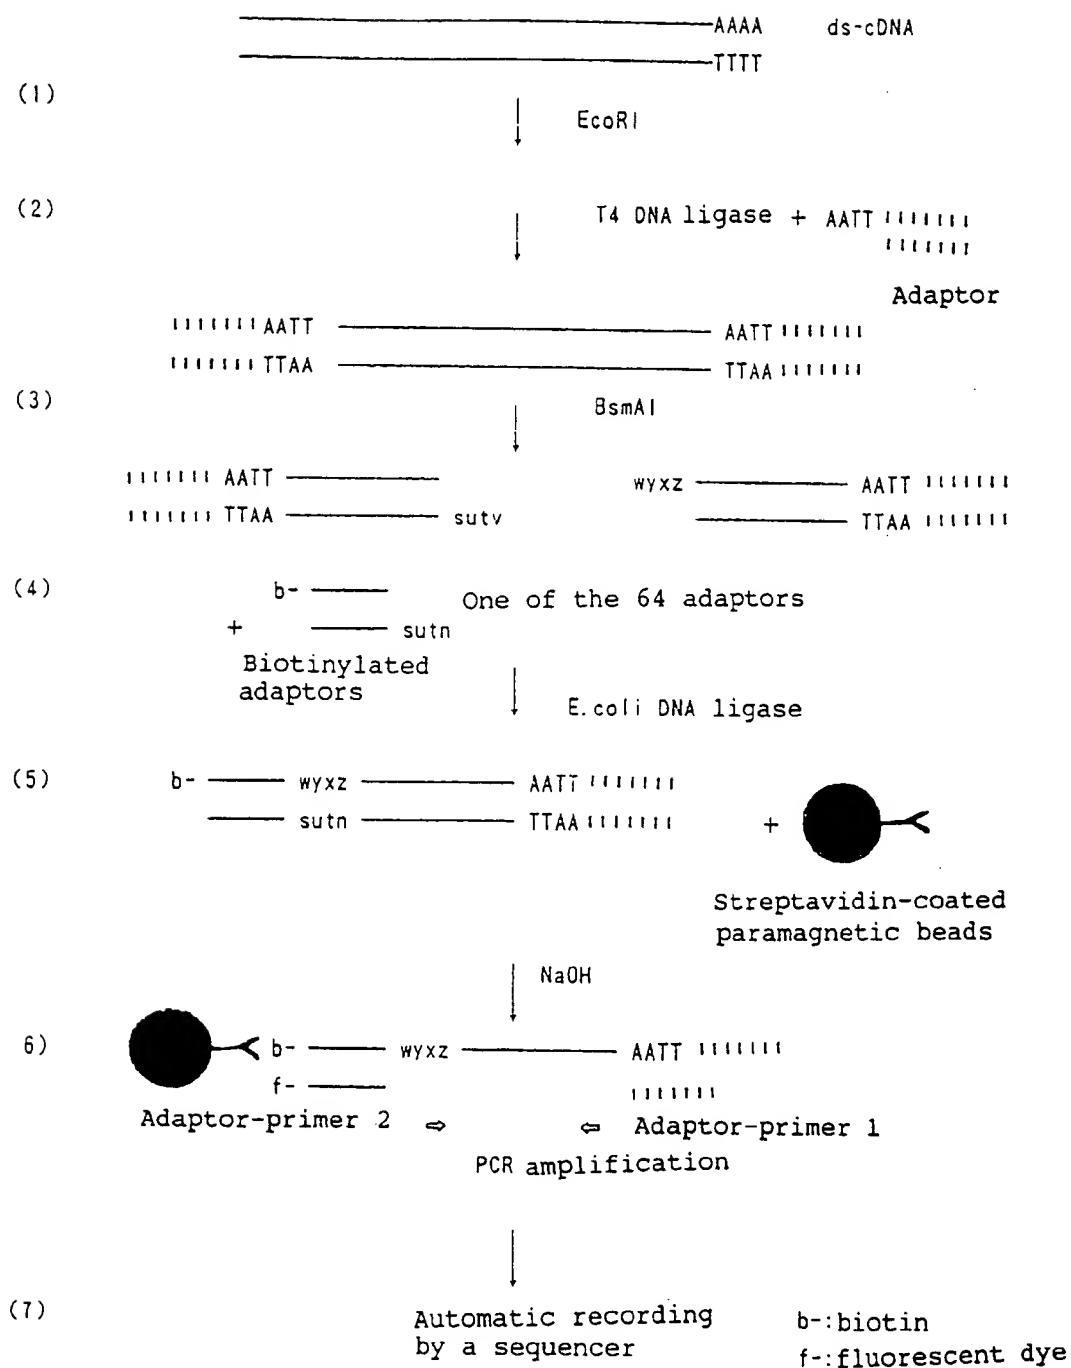 AAAA ds-cDNA
TTTT
(1)
EcoRI
(2)
T4 DNA ligase + AATT
Adaptor
AATT AATT
TTAA TTAA
(3)
BsmAI
AATT wyxz AATT
TTAA sutv TTAA
(4)
b- One of the 64 adaptors
+ sutn
Biotinylated
adaptors
E.coli DNA ligase
(5)
b- wyxz AATT
sutn TTAA +
Streptavidin-coated
paramagnetic beads
NaOH
6)
b- wyxz AATT
f-
Adaptor-primer 2 ⇨ ⇦ Adaptor-primer 1
PCR amplification
(7)
Automatic recording
by a sequencer
b-:biotin
f-:fluorescent dye